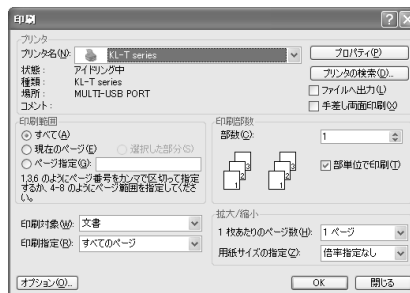 印刷
プリンタ
プリンタ名(N): KL-T series プロパティ(P)
状態: アイドリング中 プリンタの検索(D)...
種類: KL-T series
場所: MULTI-USB PORT ファイルへ出力(L)
コメント: 手差し両面印刷(X)
印刷範囲
すべて(A)
現在のページ(E) 選択した部分(S)
ページ指定(G):
1,3,6 のようにページ番号をカンマで区切って指定
するか、4-8 のようにページ範囲を指定してくださ
い。
印刷部数
部数(C): 1
部単位で印刷(T)
印刷対象(W): 文書
印刷指定(R): すべてのページ
拡大/縮小
1 枚あたりのページ数(H): 1 ページ
用紙サイズの指定(Z): 倍率指定なし
オプション(O)... OK 閉じる